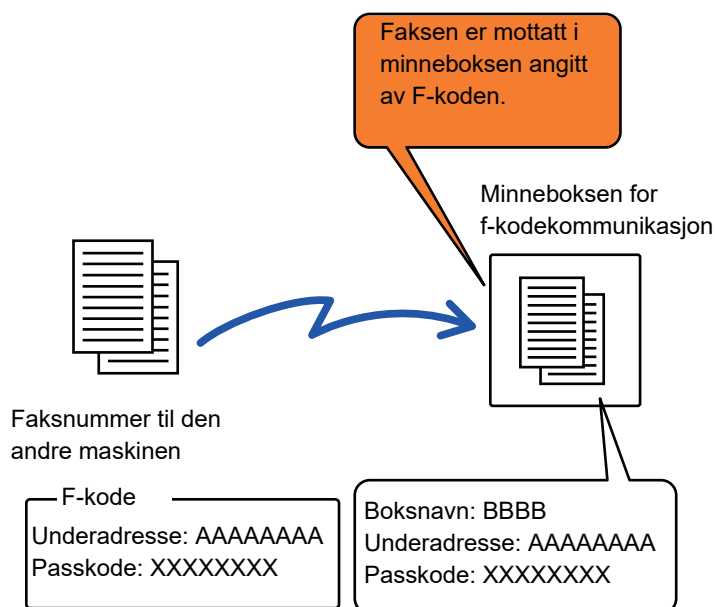 Faksen er mottatt i
minneboksen angitt
av F-koden.
Minneboksen for
f-kodekommunikasjon
Faksnummer til den
andre maskinen
F-kode
Underadresse: AAAAAAAA
Passkode: XXXXXXXX
Boksnavn: BBBB
Underadresse: AAAAAAAA
Passkode: XXXXXXXX